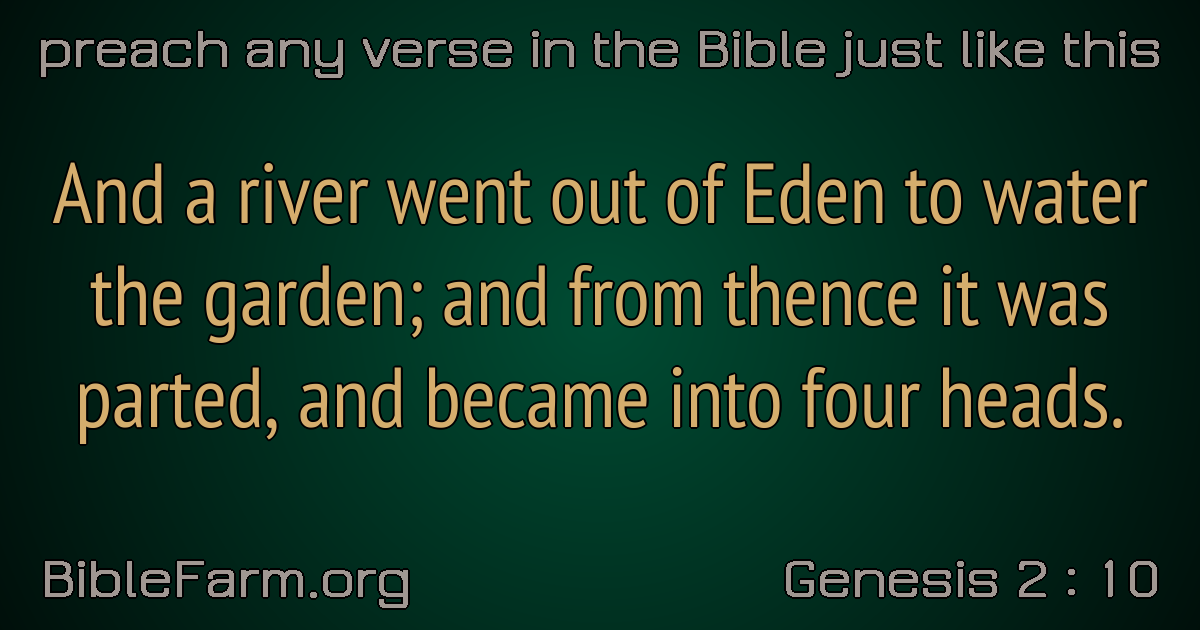 preach any verse in the Bible just like this
And a river went out of Eden to water
the garden; and from thence it was
parted, and became into four heads.
BibleFarm.org
Genesis 2 : 10